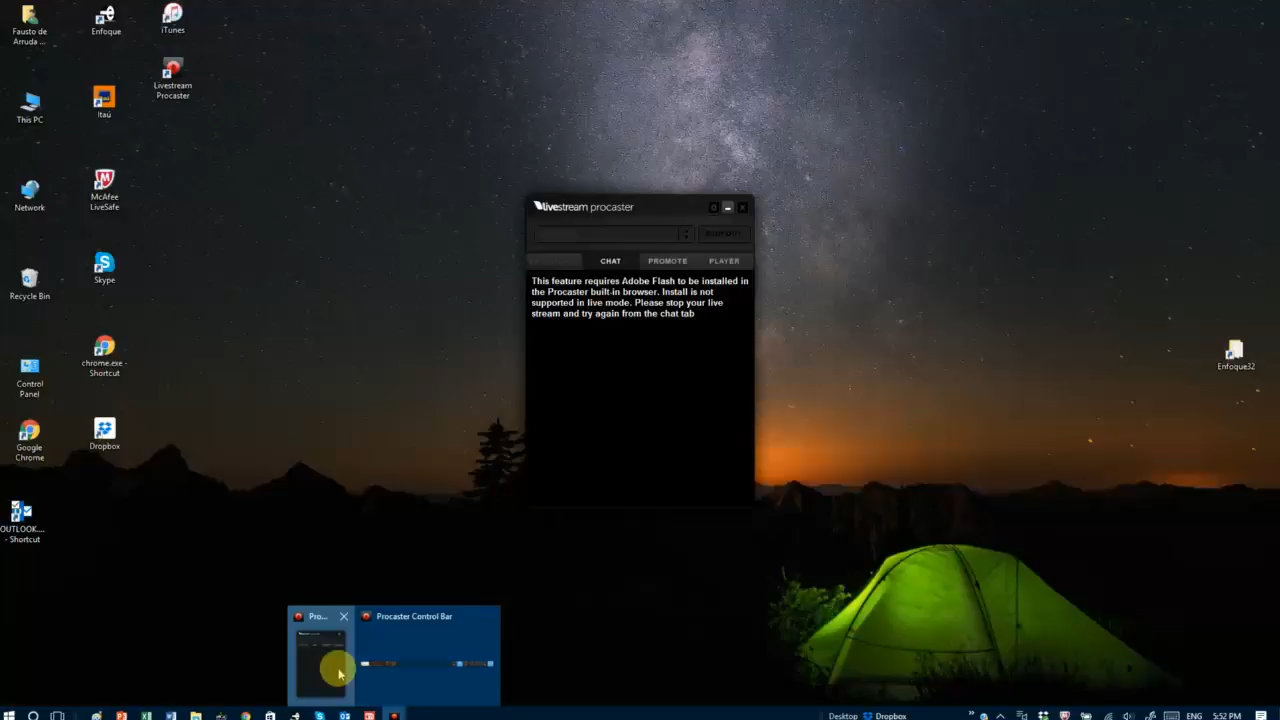 Fausto de
Arruda ...
Enfoque
iTunes
Livestream
Procaster
This PC
Itaú
Network
McAfee
LiveSafe
Recycle Bin
Skype
Control
Panel
chrome.exe -
Shortcut
Google
Chrome
Dropbox
OUTLOOK....
- Shortcut
livestream procaster
CHAT
PROMOTE
PLAYER
This feature requires Adobe Flash to be installed in
the Procaster built-in browser. Install is not
supported in live mode. Please stop your live
stream and try again from the chat tab
Enfoque32
Pro...
Procaster Control Bar
Desktop
Dropbox
ENG
5:52 PM